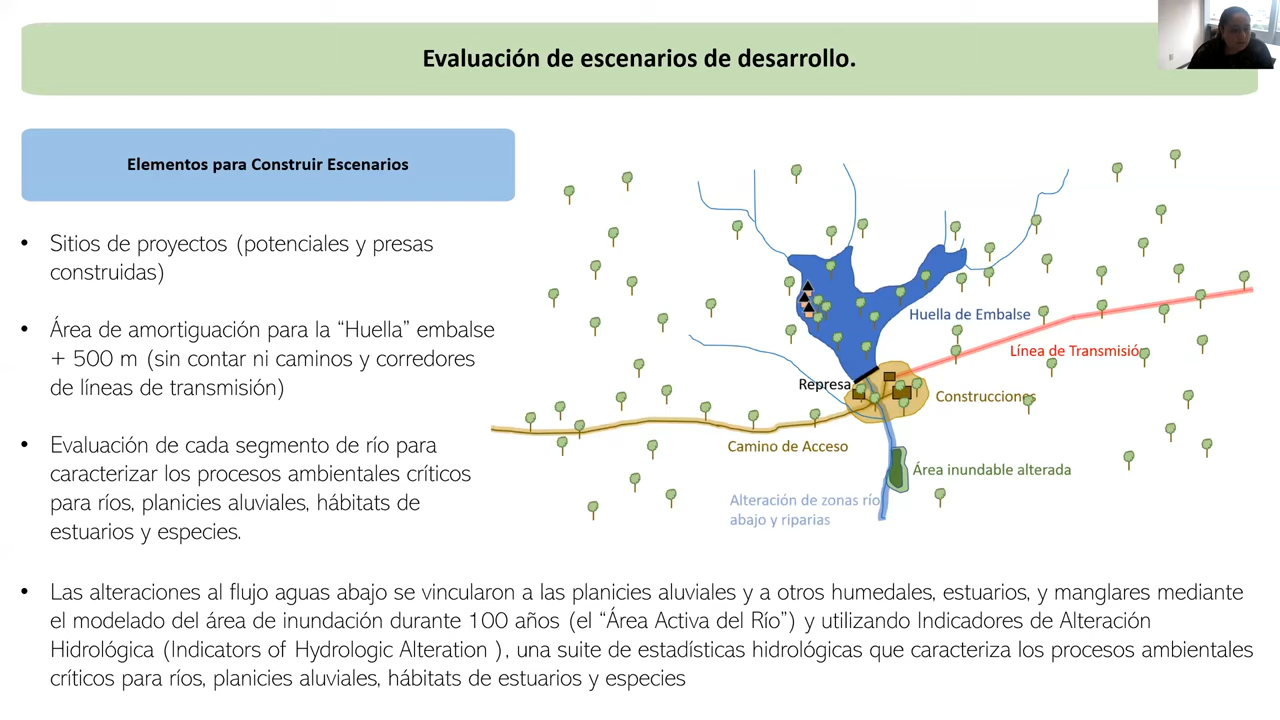 Evaluación de escenarios de desarrollo.
Elementos para Construir Escenarios
• Sitios de proyectos (potenciales y presas
construidas)
• Área de amortiguación para la “Huella” embalse
+ 500 m (sin contar ni caminos y corredores
de líneas de transmisión)
• Evaluación de cada segmento de río para
caracterizar los procesos ambientales críticos
para ríos, planicies aluviales, hábitats de
estuarios y especies.
Huella de Embalse
Línea de Transmisión
Represa
Construcciones
Camino de Acceso
Área inundable alterada
Alteración de zonas río
abajo y riparias
• Las alteraciones al flujo aguas abajo se vincularon a las planicies aluviales y a otros humedales, estuarios, y manglares mediante
el modelado del área de inundación durante 100 años (el “Área Activa del Río”) y utilizando Indicadores de Alteración
Hidrológica (Indicators of Hydrologic Alteration ), una suite de estadísticas hidrológicas que caracteriza los procesos ambientales
críticos para ríos, planicies aluviales, hábitats de estuarios y especies